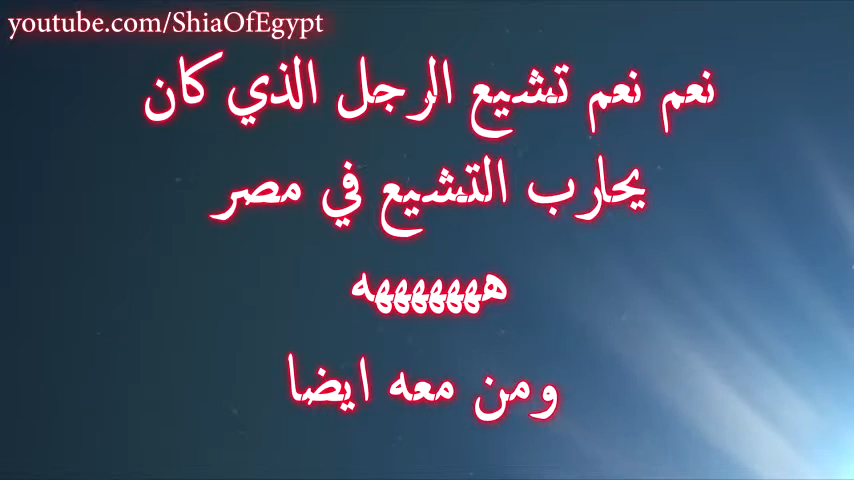 youtube.com/ShiaOfEgypt
نعم نعم تشيع الرجل الذي كان
يحارب التشيع في مصر
هههههههه
ومن معه ايضا